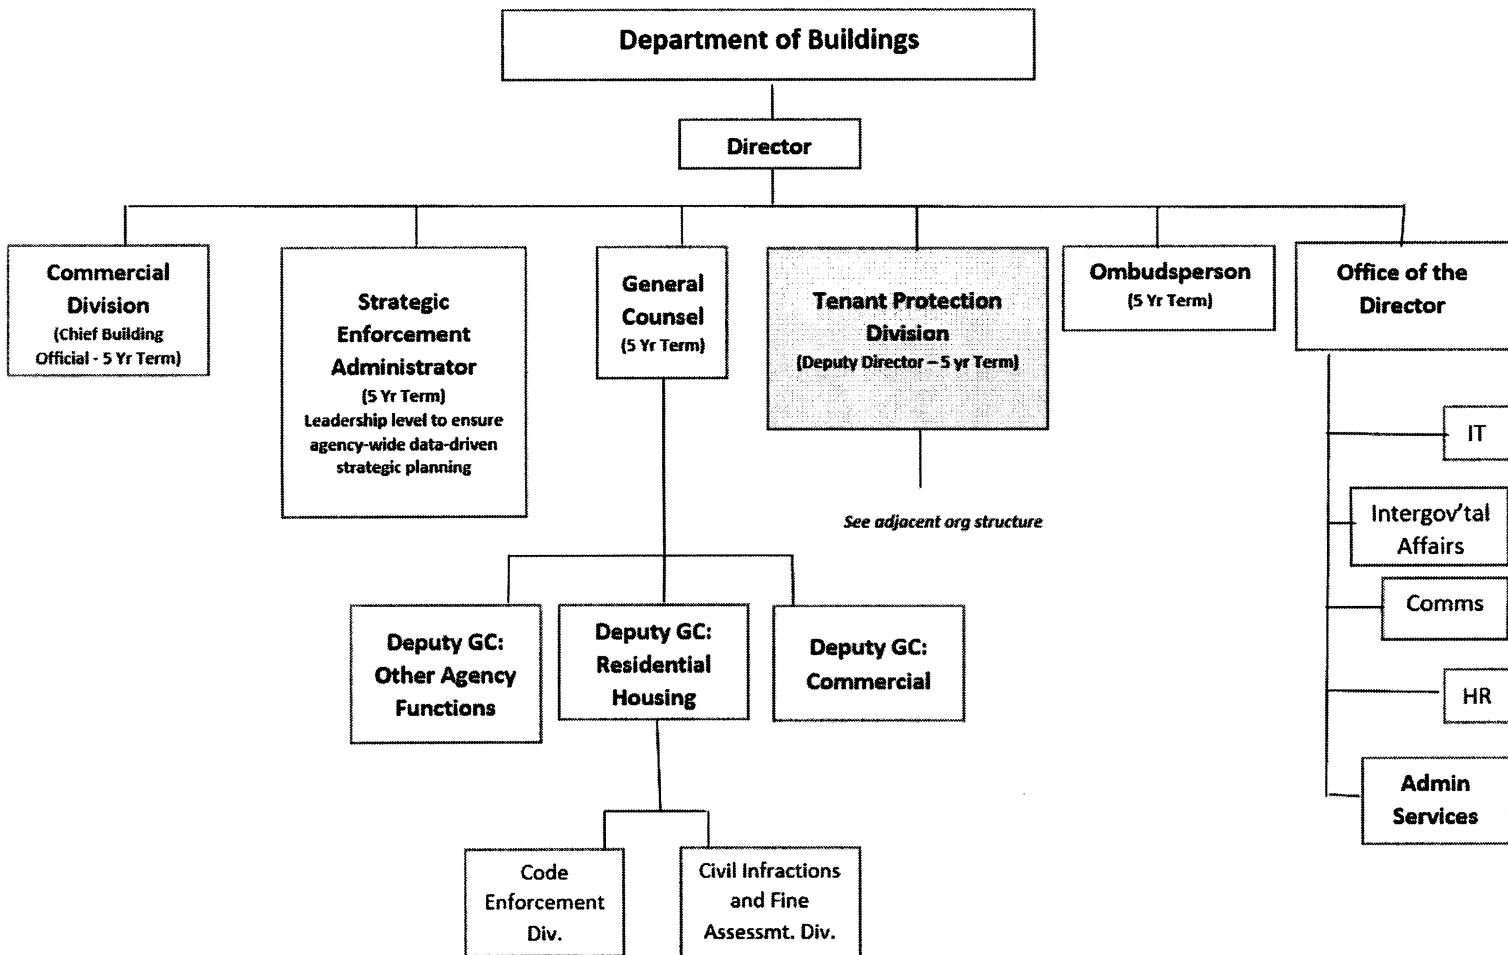 Department of Buildings
Director
Commercial
Division
(Chief Building
Official - 5 Yr Term)
Strategic
Enforcement
Administrator
(5 Yr Term)
Leadership level to ensure
agency-wide data-driven
strategic planning
General
Counsel
(5 Yr Term)
Tenant Protection
Division
(Deputy Director – 5 yr Term)
Ombudsperson
(5 Yr Term)
Office of the
Director
See adjacent org structure
IT
Intergov'tal
Affairs
Comms
HR
Admin
Services
Deputy GC:
Other Agency
Functions
Deputy GC:
Residential
Housing
Deputy GC:
Commercial
Code
Enforcement
Div.
Civil Infractions
and Fine
Assessmt. Div.